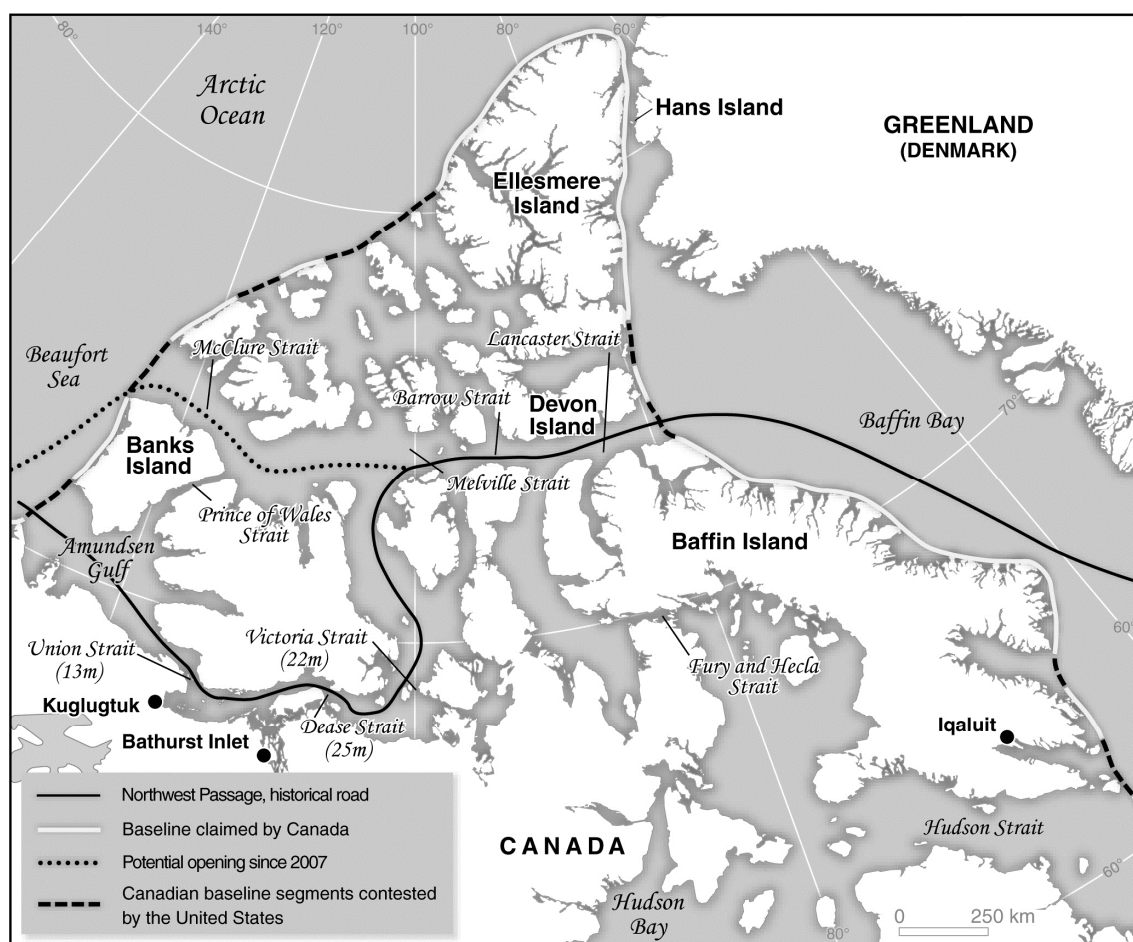 80°
140°
120°
80°
60°
Arctic
Ocean
Hans Island
GREENLAND
(DENMARK)
Ellesmere
Island
Lancaster Strait
McClure Strait
Beaufort
Sea
Barrow Strait
Devon
Island
70°
Baffin Bay
Banks
Island
Melville Strait
Prince of Wales
Strait
Baffin Island
Amundsen
Gulf
60°
Victoria Strait
(22m)
Union Strait
(13m)
Fury and Hecla
Strait
Kuglugtuk
Dease Strait
(25m)
Iqaluit
Bathurst Inlet
Northwest Passage, historical road
Baseline claimed by Canada
Potential opening since 2007
Canadian baseline segments contested
by the United States
CANADA
Hudson Strait
60°
Hudson
Bay
80°
0 250 km